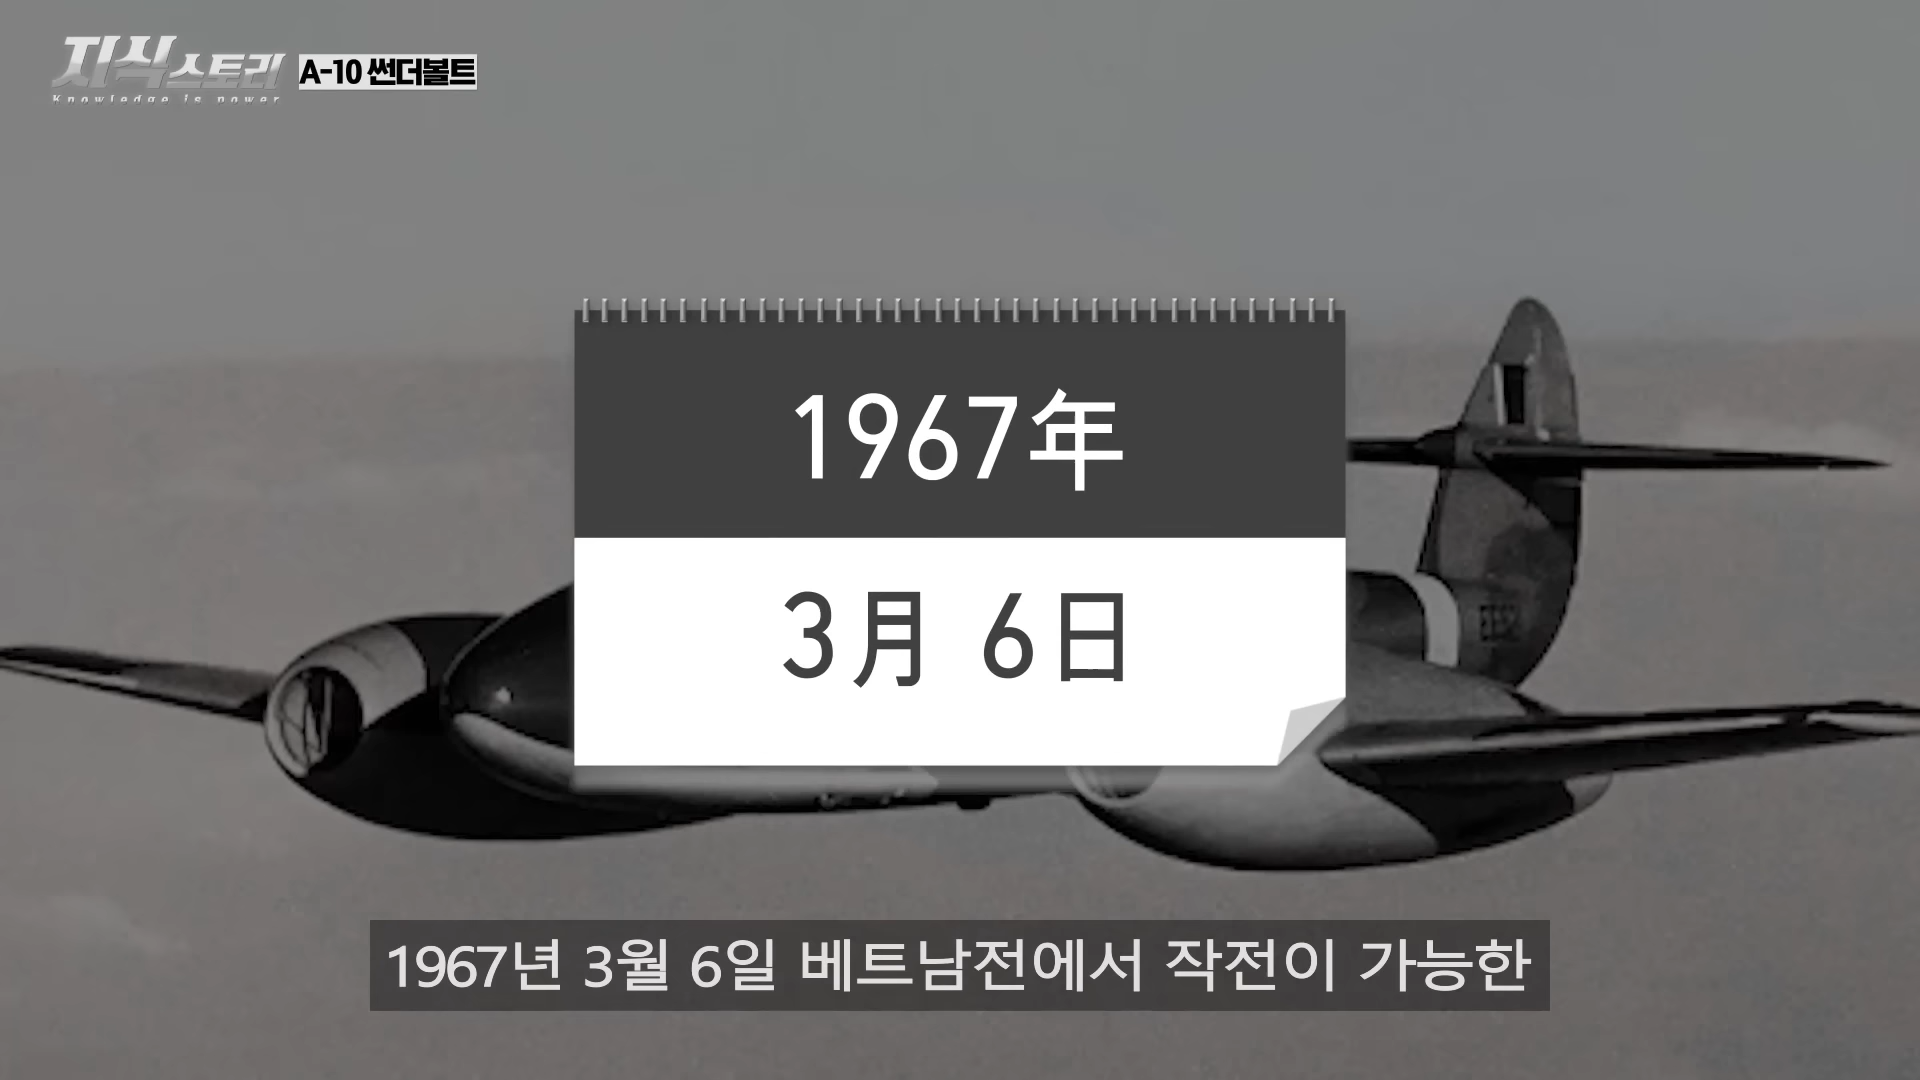 지식스토리 A-10 썬더볼트
Knowledge is power
1967年
3月 6日
1967년 3월 6일 베트남전에서 작전이 가능한